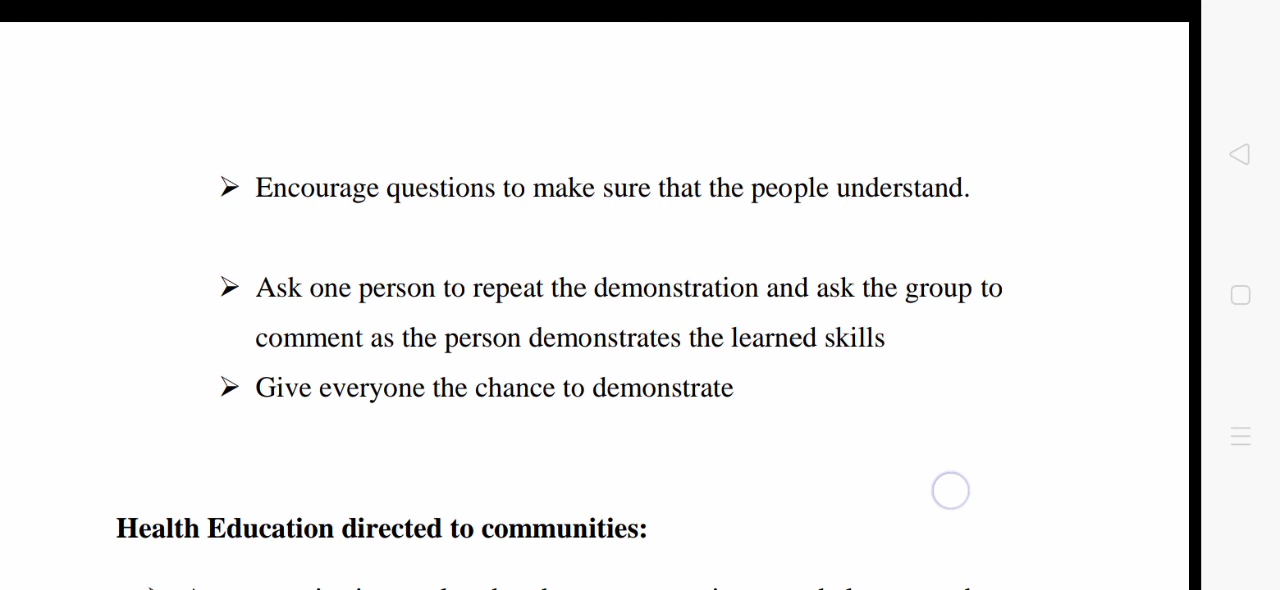 ➢ Encourage questions to make sure that the people understand.
➢ Ask one person to repeat the demonstration and ask the group to
comment as the person demonstrates the learned skills
➢ Give everyone the chance to demonstrate
Health Education directed to communities: